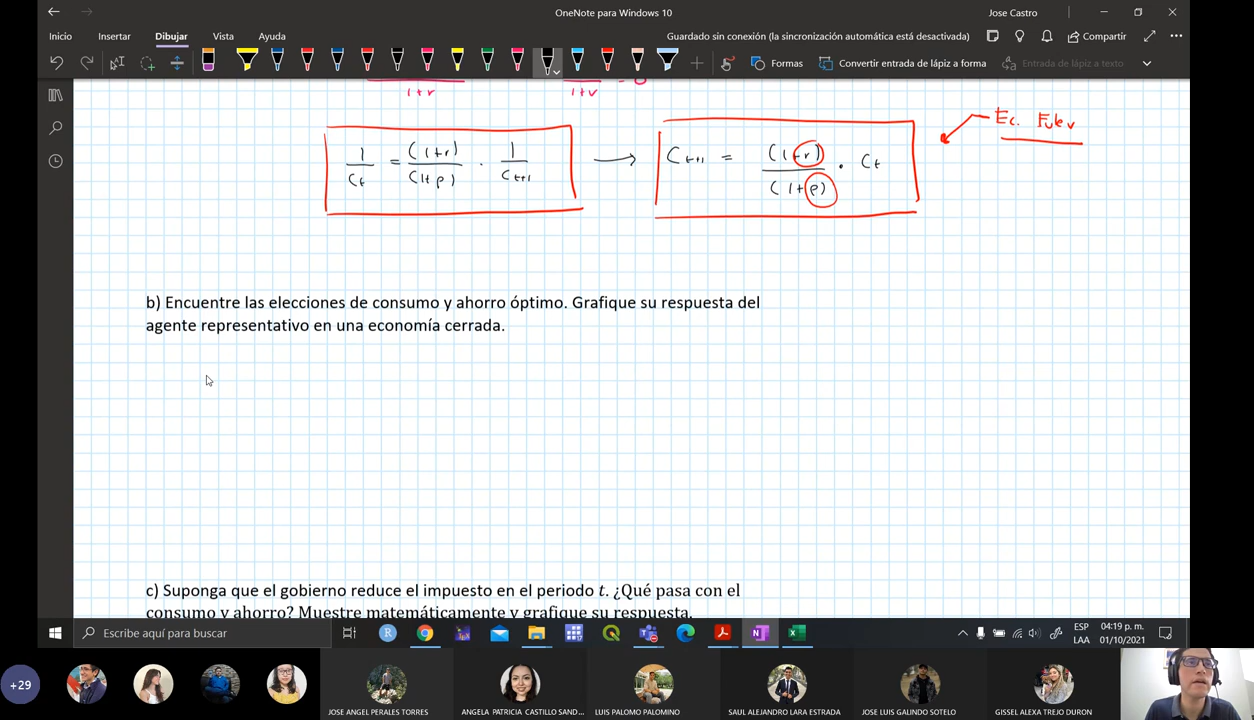 OneNote para Windows 10
Jose Castro
Inicio Insertar Dibujar Vista Ayuda
Guardado sin conexión (la sincronización automática está desactivada)
Compartir
Formas
Convertir entrada de lápiz a forma
Entrada de lápiz a texto
1+r
1+r = 0
Ec. Euler
1/Ct = (1+r)/(1+ρ) · 1/Ct+1 → Ct+1 = (1+r)/(1+ρ) · Ct
b) Encuentre las elecciones de consumo y ahorro óptimo. Grafique su respuesta del
agente representativo en una economía cerrada.
c) Suponga que el gobierno reduce el impuesto en el periodo t. ¿Qué pasa con el
consumo y ahorro? Muestre matemáticamente y grafique su respuesta.
Escribe aquí para buscar
ESP
LAA
04:19 p. m.
01/10/2021
+29
JOSE ANGEL PERALES TORRES
ANGELA PATRICIA CASTILLO SAND...
LUIS PALOMO PALOMINO
SAUL ALEJANDRO LARA ESTRADA
JOSE LUIS GALINDO SOTELO
GISSEL ALEXA TREJO DURON